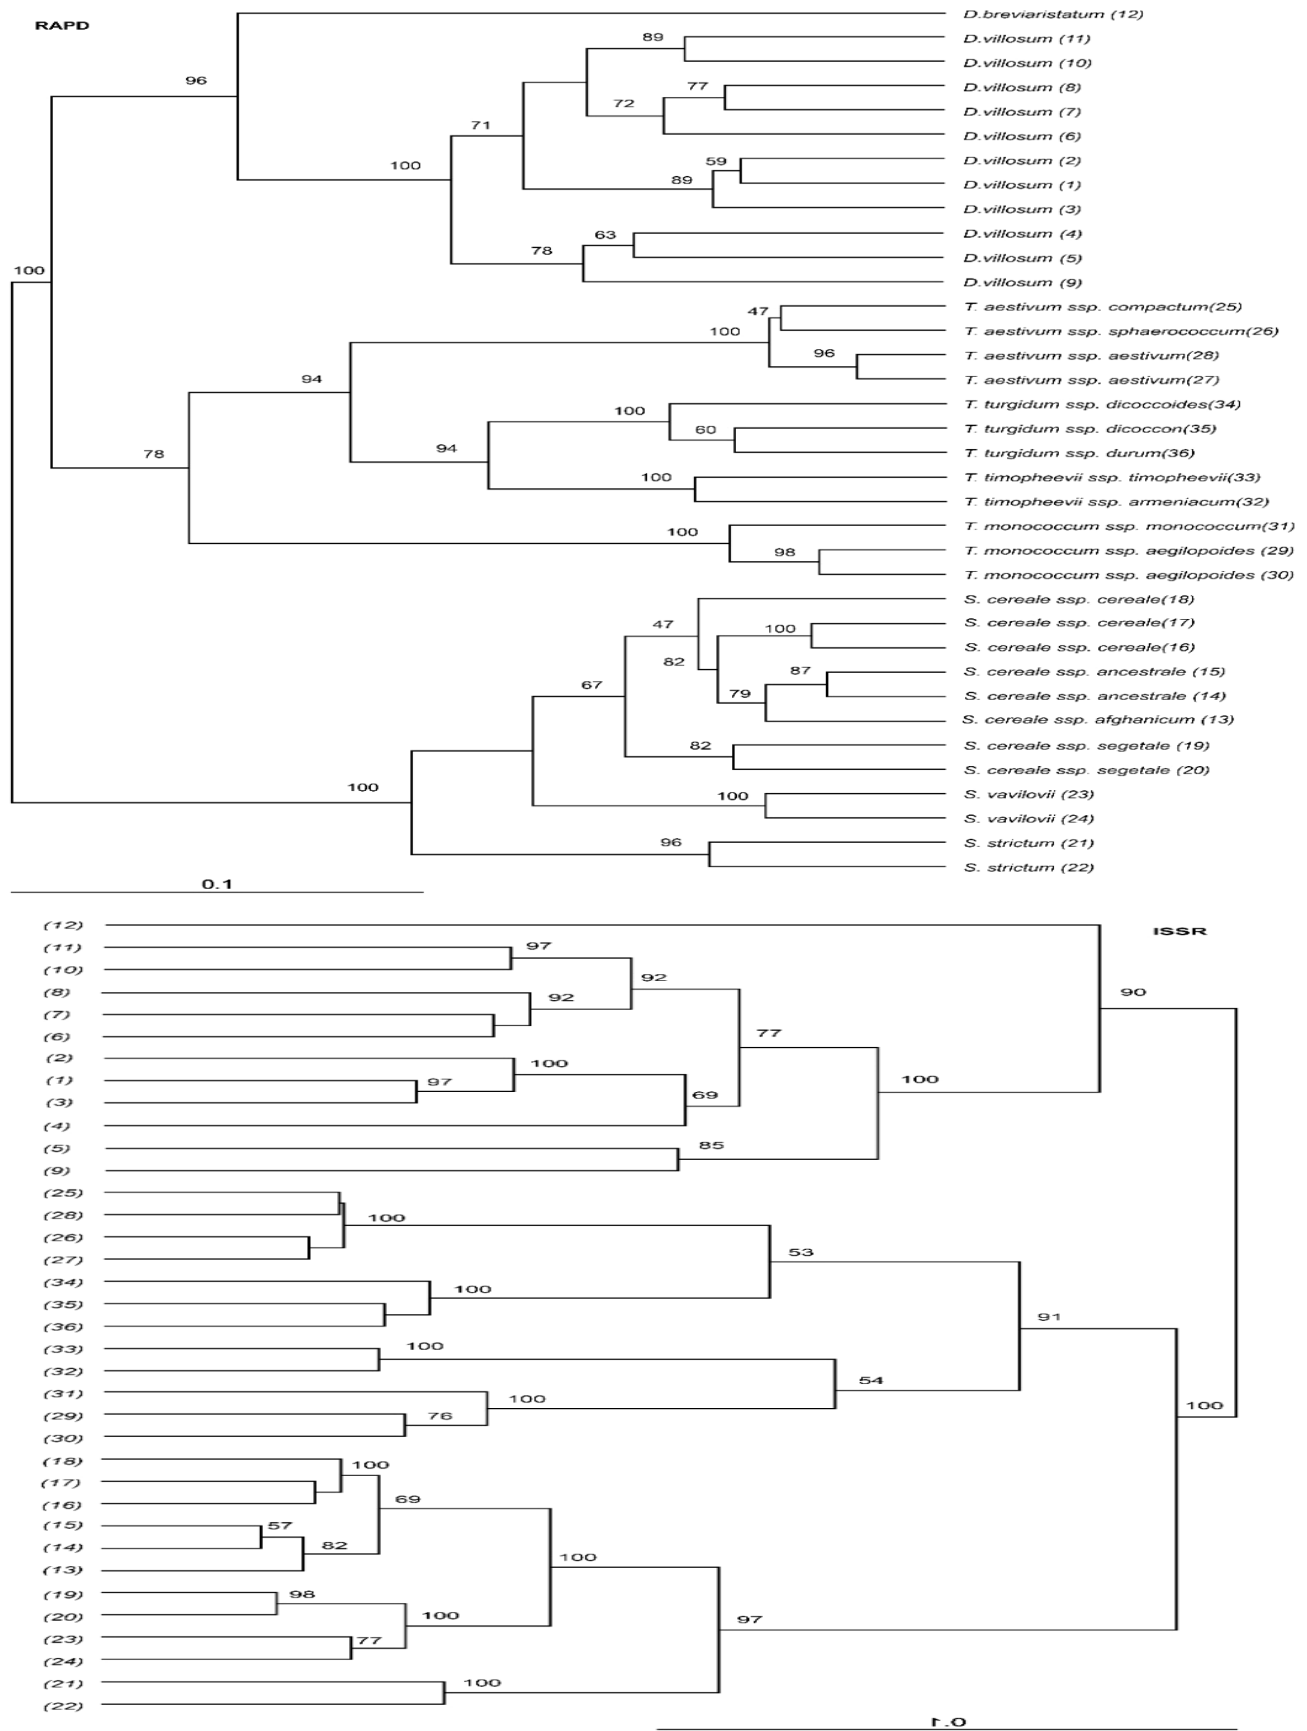 RAPD
D.breviaristatum (12)
89
D.villosum (11)
D.villosum (10)
96
77
D.villosum (8)
72
D.villosum (7)
71
D.villosum (6)
59
D.villosum (2)
100
89
D.villosum (1)
D.villosum (3)
63
D.villosum (4)
78
D.villosum (5)
100
D.villosum (9)
47
T. aestivum ssp. compactum(25)
100
T. aestivum ssp. sphaerococcum(26)
96
T. aestivum ssp. aestivum(28)
94
T. aestivum ssp. aestivum(27)
100
T. turgidum ssp. dicoccoides(34)
60
T. turgidum ssp. dicoccon(35)
94
78
T. turgidum ssp. durum(36)
100
T. timopheevii ssp. timopheevii(33)
T. timopheevii ssp. armeniacum(32)
100
T. monococcum ssp. monococcum(31)
98
T. monococcum ssp. aegilopoides (29)
T. monococcum ssp. aegilopoides (30)
S. cereale ssp. cereale(18)
47
100
S. cereale ssp. cereale(17)
82
S. cereale ssp. cereale(16)
87
S. cereale ssp. ancestrale (15)
67
79
S. cereale ssp. ancestrale (14)
S. cereale ssp. afghanicum (13)
82
S. cereale ssp. segetale (19)
S. cereale ssp. segetale (20)
100
100
S. vavilovii (23)
S. vavilovii (24)
96
S. strictum (21)
S. strictum (22)
0.1
(12)
ISSR
(11)
97
(10)
92
(8)
92
90
(7)
77
(6)
(2)
100
(1)
97
100
(3)
69
(4)
(5)
85
(9)
(25)
(28)
100
(26)
53
(27)
(34)
100
(35)
91
(36)
(33)
100
(32)
54
(31)
100
(29)
76
100
(30)
(18)
100
(17)
69
(16)
(15)
57
(14)
82
100
(13)
(19)
98
(20)
100
97
(23)
77
(24)
(21)
100
(22)
0.1